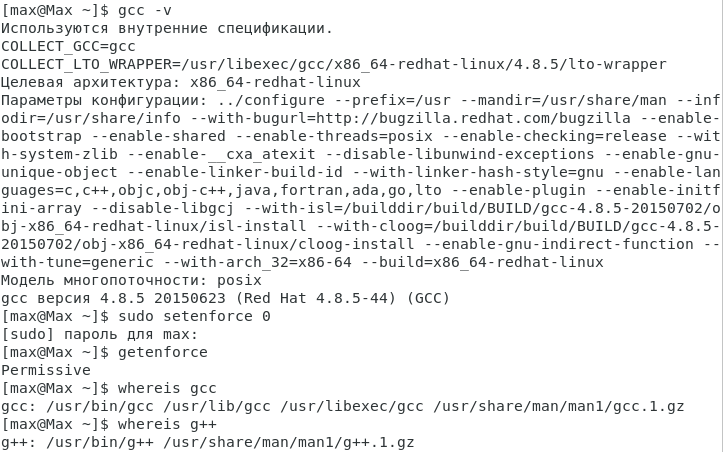 [max@Max ~]$ gcc -v
Используются внутренние спецификации.
COLLECT_GCC=gcc
COLLECT_LTO_WRAPPER=/usr/libexec/gcc/x86_64-redhat-linux/4.8.5/lto-wrapper
Целевая архитектура: x86_64-redhat-linux
Параметры конфигурации: ../configure --prefix=/usr --mandir=/usr/share/man --inf
odir=/usr/share/info --with-bugurl=http://bugzilla.redhat.com/bugzilla --enable-
bootstrap --enable-shared --enable-threads=posix --enable-checking=release --wit
h-system-zlib --enable-__cxa_atexit --disable-libunwind-exceptions --enable-gnu-
unique-object --enable-linker-build-id --with-linker-hash-style=gnu --enable-lan
guages=c,c++,objc,obj-c++,java,fortran,ada,go,lto --enable-plugin --enable-initf
ini-array --disable-libgcj --with-isl=/builddir/build/BUILD/gcc-4.8.5-20150702/o
bj-x86_64-redhat-linux/isl-install --with-cloog=/builddir/build/BUILD/gcc-4.8.5-
20150702/obj-x86_64-redhat-linux/cloog-install --enable-gnu-indirect-function --
with-tune=generic --with-arch_32=x86-64 --build=x86_64-redhat-linux
Модель многопоточности: posix
gcc версия 4.8.5 20150623 (Red Hat 4.8.5-44) (GCC)
[max@Max ~]$ sudo setenforce 0
[sudo] пароль для max:
[max@Max ~]$ getenforce
Permissive
[max@Max ~]$ whereis gcc
gcc: /usr/bin/gcc /usr/lib/gcc /usr/libexec/gcc /usr/share/man/man1/gcc.1.gz
[max@Max ~]$ whereis g++
g++: /usr/bin/g++ /usr/share/man/man1/g++.1.gz